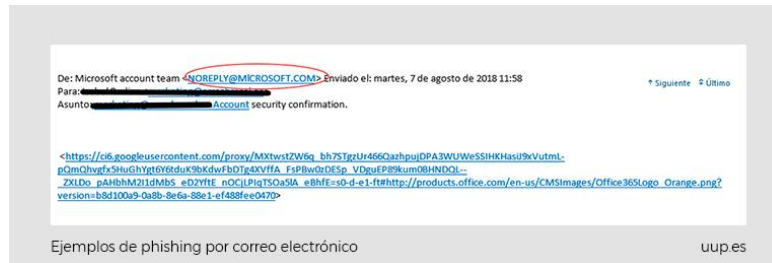 De: Microsoft account team <NOREPLY@MlCROSOFT.COM> Enviado el: martes, 7 de agosto de 2018 11:58
↑ Siguiente ⇧ Último
Para:
Asunto: Account security confirmation.
<https://ci6.googleusercontent.com/proxy/MXtwstZW6q_bh7STgzUr466QazhpujDPA3WUWeSSIHKHasiJ9xVutmL-
pQmQhvgfx5HuGhYgt6Y6tduK9bKdwFbDTg4XVffA_FsPBw0zDESp_VDguEP89kum0BHNDQL--
_ZXLDo_pAHbhM2I1dMbS_eD2YftE_nOCjLPIqTSOa5lA_eBhfE=s0-d-e1-ft#http://products.office.com/en-us/CMSImages/Office365Logo_Orange.png?
version=b8d100a9-0a8b-8e6a-88e1-ef488fee0470>
Ejemplos de phishing por correo electrónico
uup.es